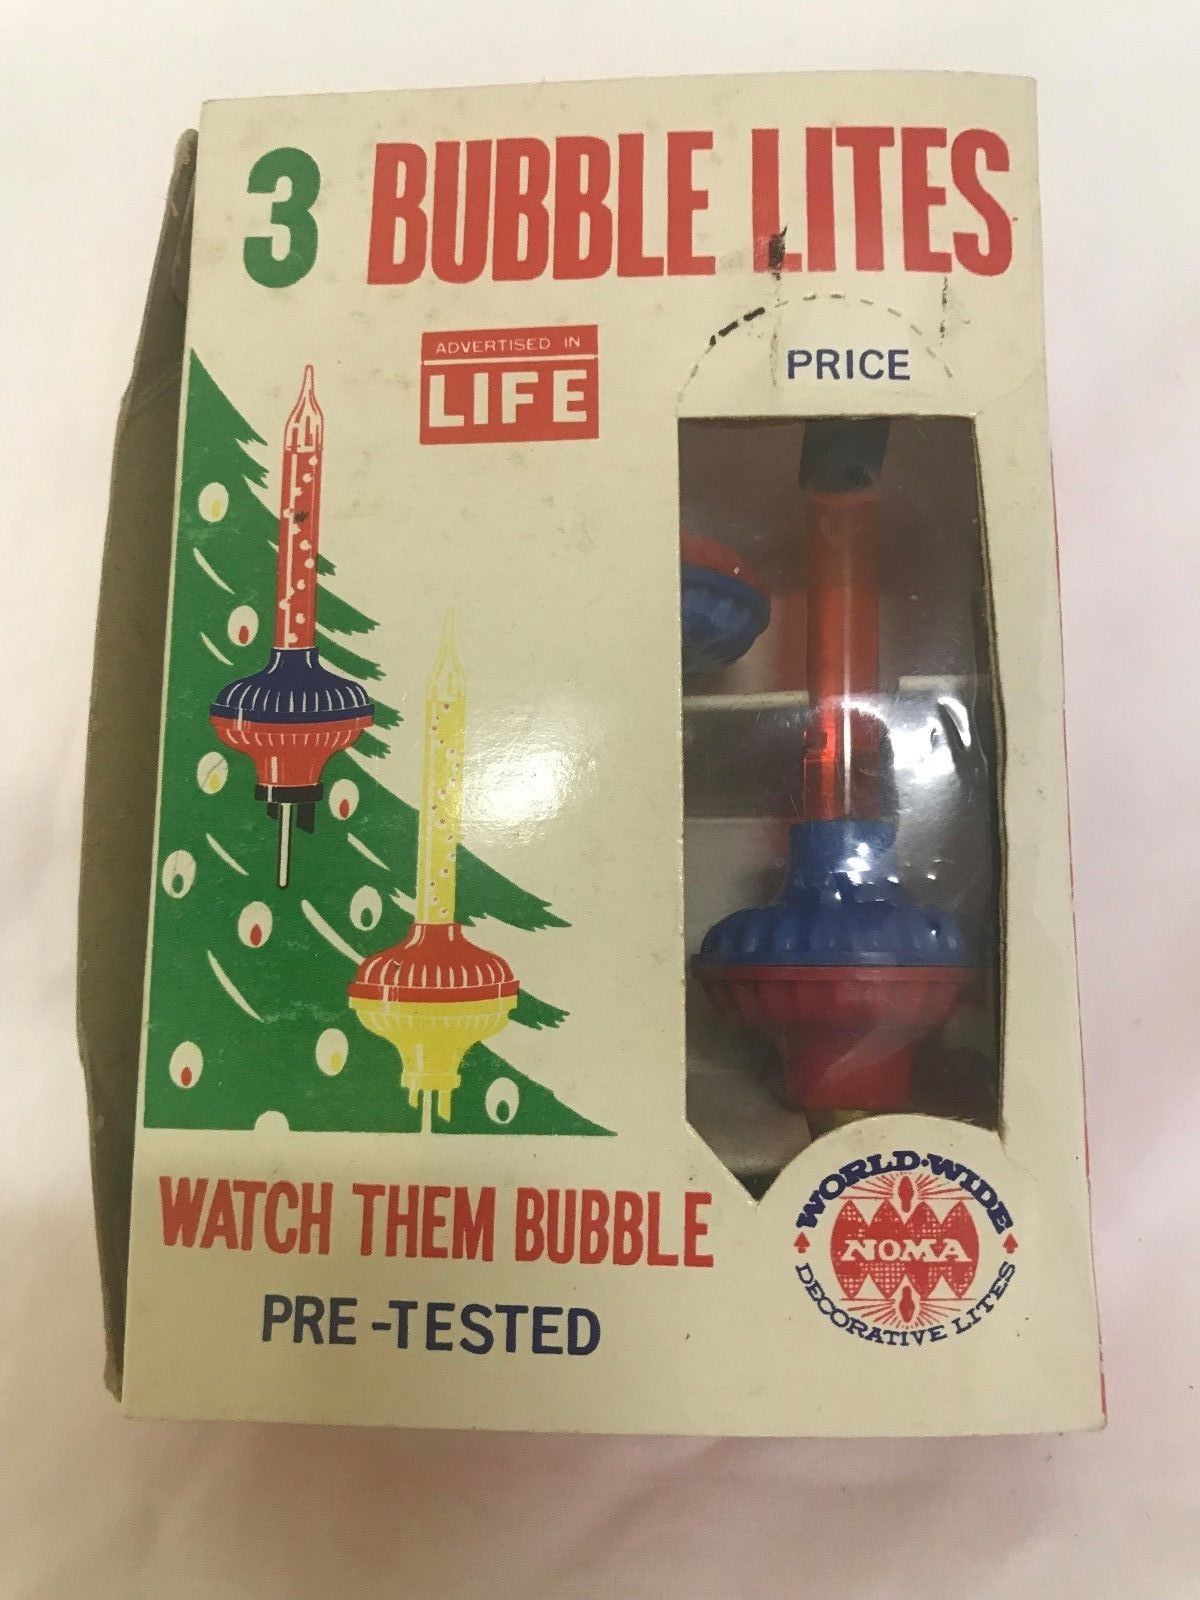 3 BUBBLE LITES
ADVERTISED IN
LIFE
PRICE
WATCH THEM BUBBLE
PRE-TESTED
WORLD·WIDE
NOMA
DECORATIVE LITES